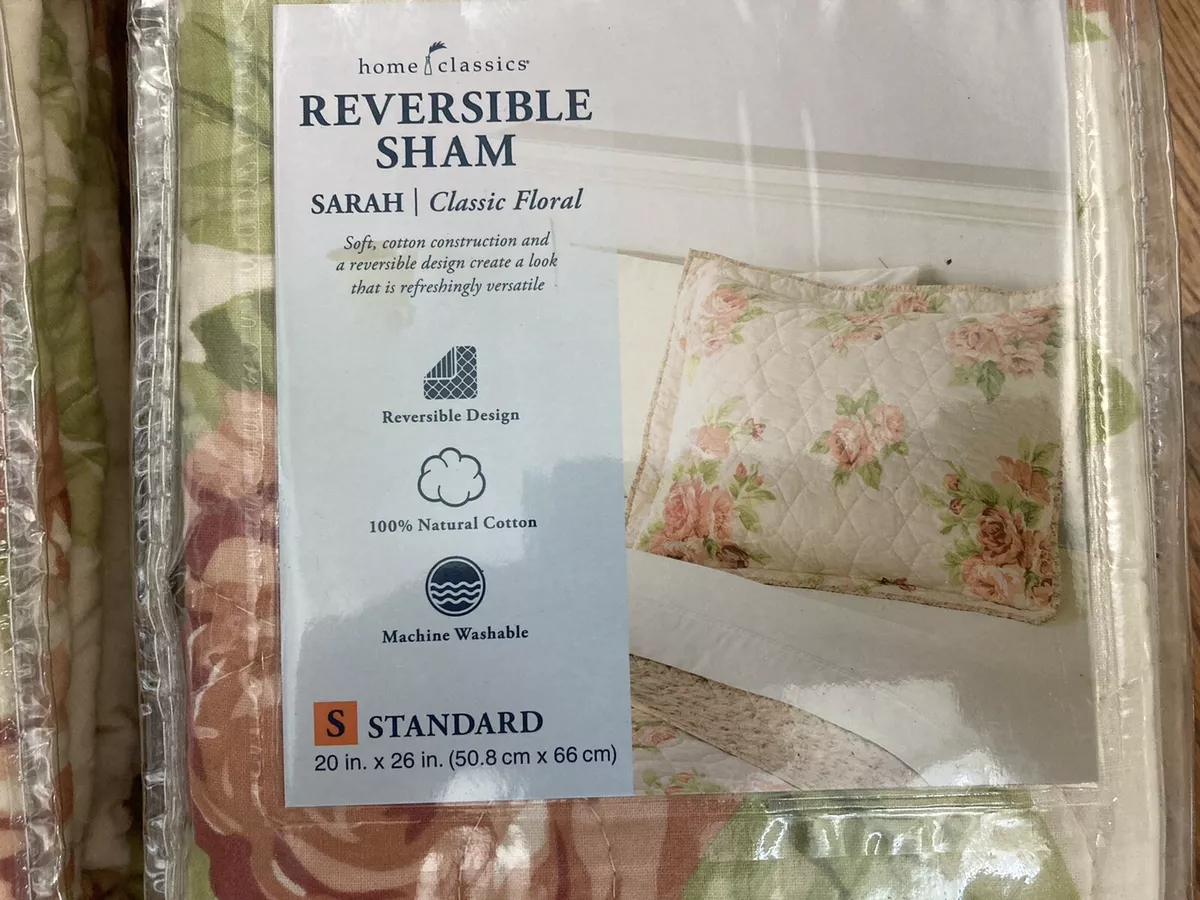 home classics®
REVERSIBLE
SHAM
SARAH | Classic Floral
Soft, cotton construction and
a reversible design create a look
that is refreshingly versatile
Reversible Design
100% Natural Cotton
Machine Washable
S STANDARD
20 in. x 26 in. (50.8 cm x 66 cm)